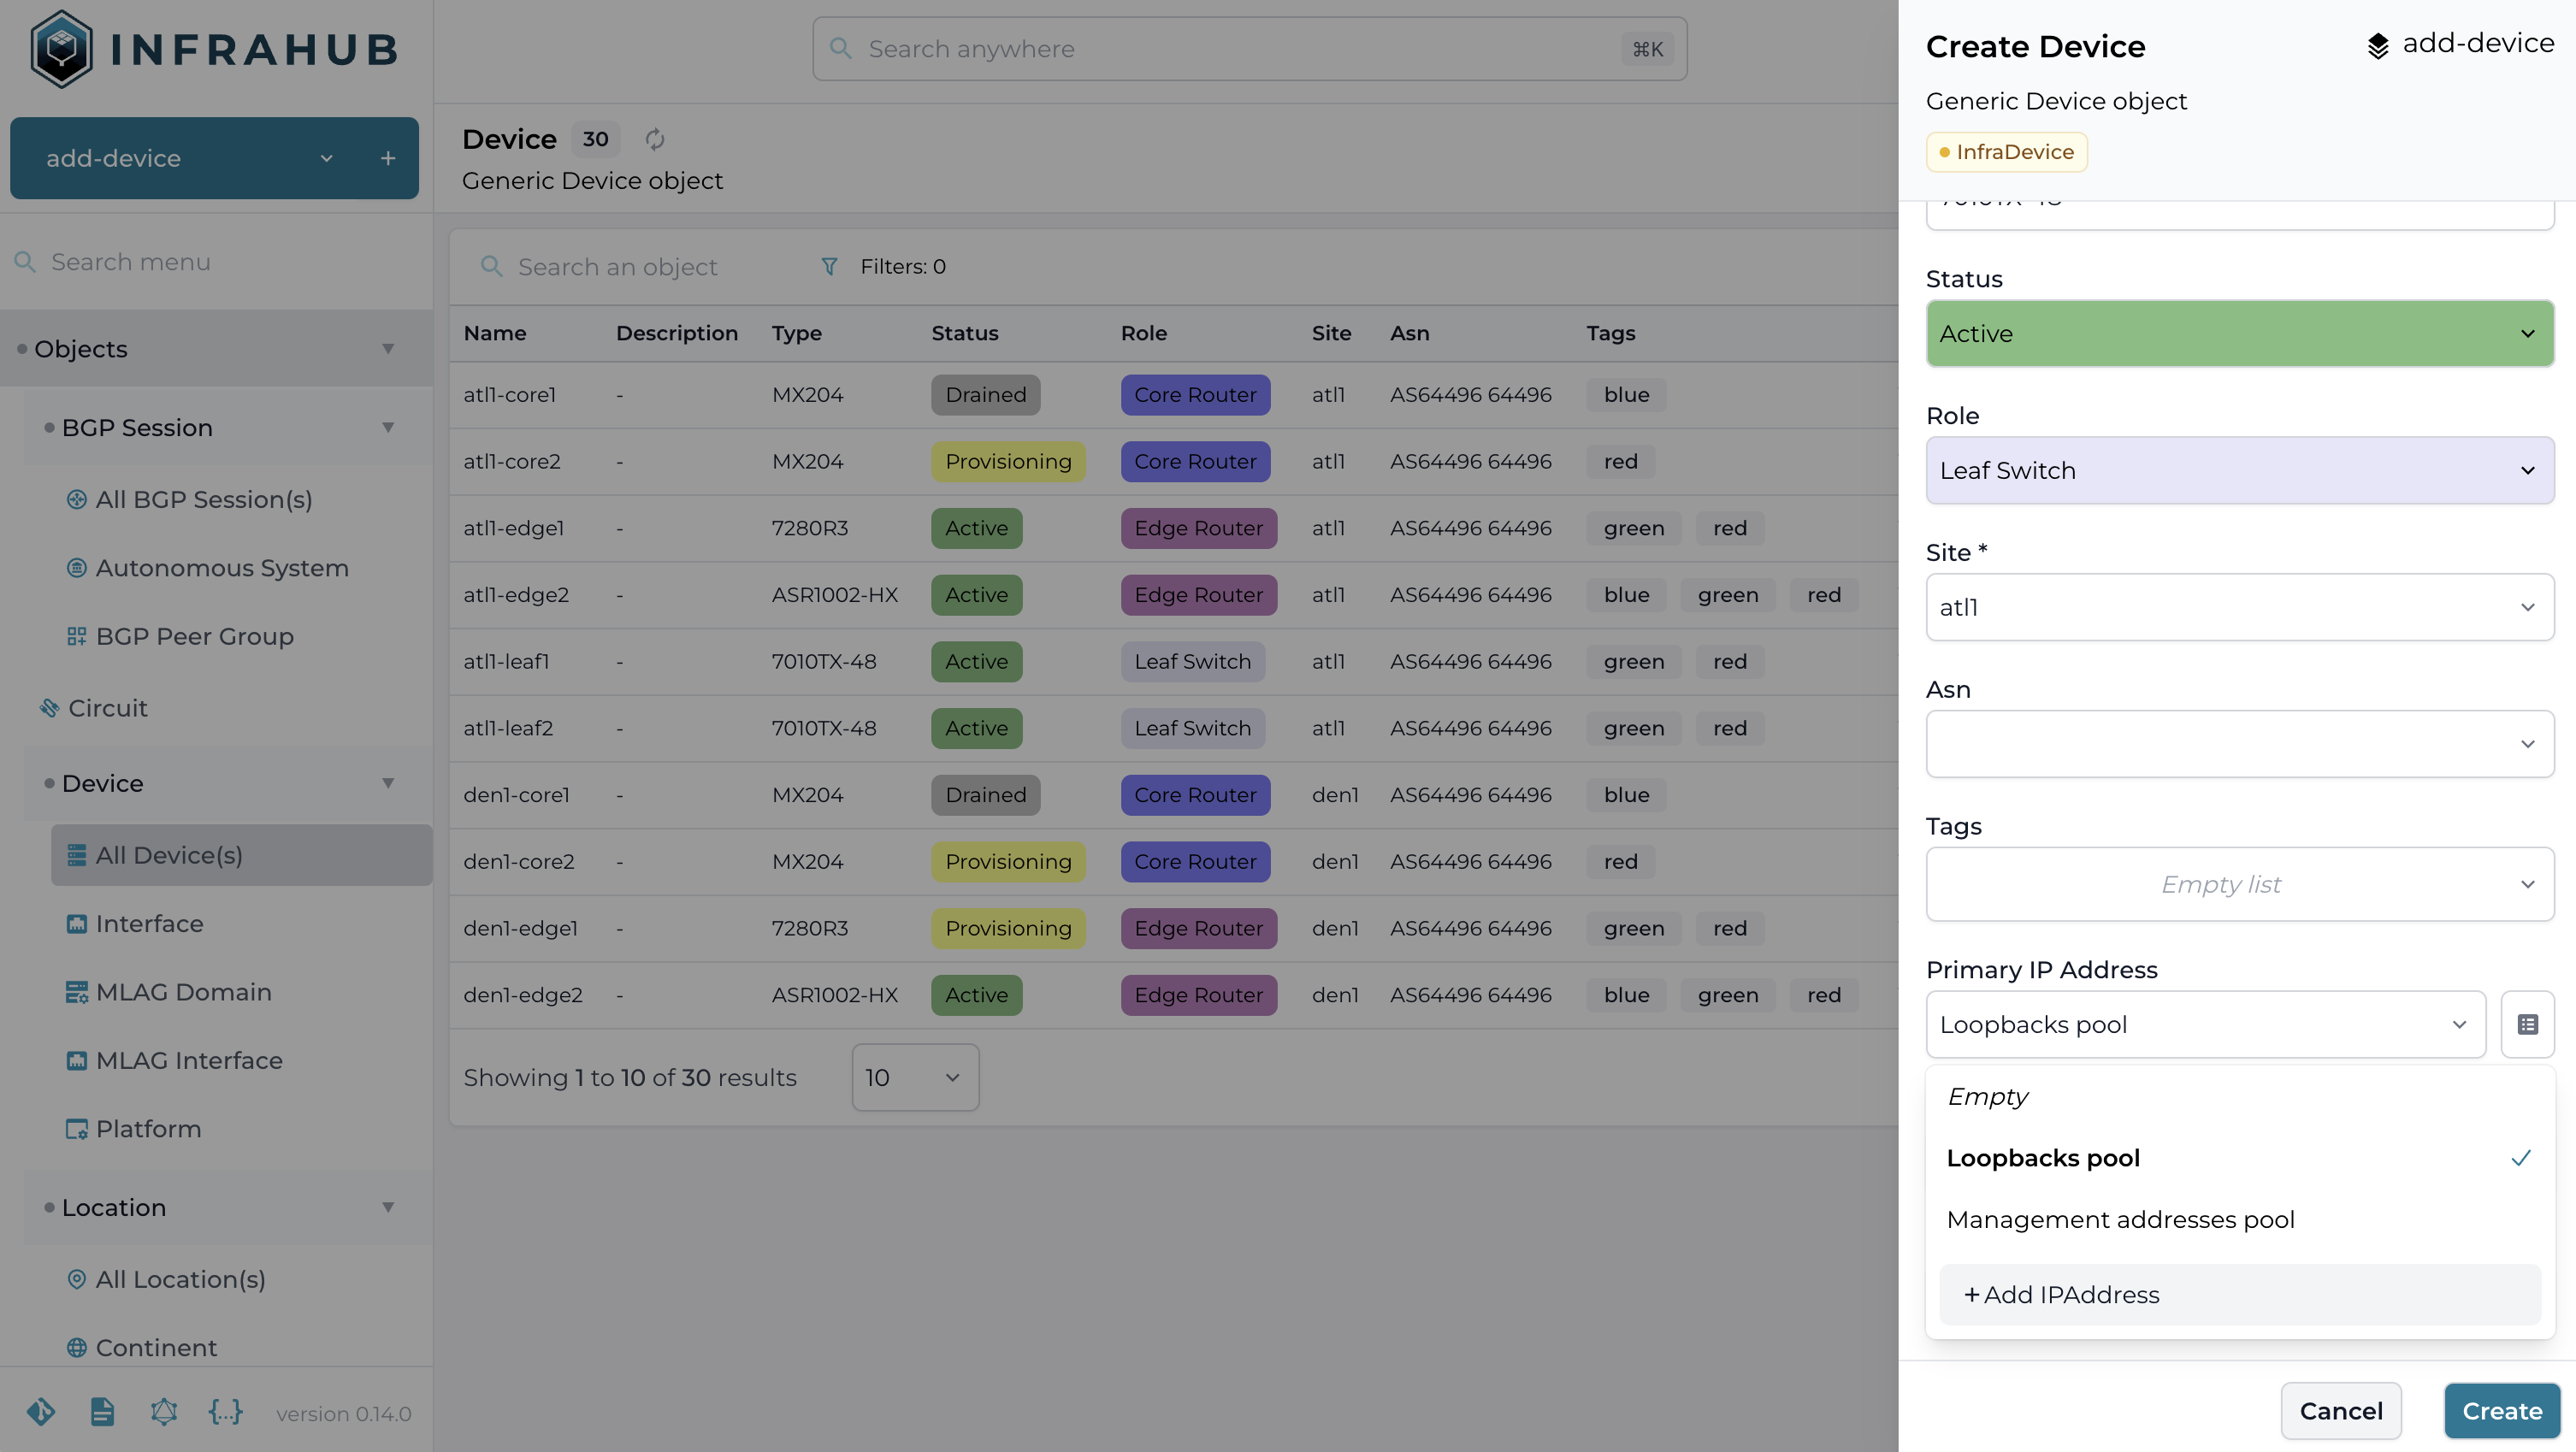 INFRAHUB
add-device
+
Search menu
Objects
BGP Session
All BGP Session(s)
Autonomous System
BGP Peer Group
Circuit
Device
All Device(s)
Interface
MLAG Domain
MLAG Interface
Platform
Location
All Location(s)
Continent
version 0.14.0
Search anywhere ⌘K
Device 30
Generic Device object
Search an object Filters: 0
Name Description Type Status Role Site Asn Tags
atl1-core1 - MX204 Drained Core Router atl1 AS64496 64496 blue
atl1-core2 - MX204 Provisioning Core Router atl1 AS64496 64496 red
atl1-edge1 - 7280R3 Active Edge Router atl1 AS64496 64496 green red
atl1-edge2 - ASR1002-HX Active Edge Router atl1 AS64496 64496 blue green red
atl1-leaf1 - 7010TX-48 Active Leaf Switch atl1 AS64496 64496 green red
atl1-leaf2 - 7010TX-48 Active Leaf Switch atl1 AS64496 64496 green red
den1-core1 - MX204 Drained Core Router den1 AS64496 64496 blue
den1-core2 - MX204 Provisioning Core Router den1 AS64496 64496 red
den1-edge1 - 7280R3 Provisioning Edge Router den1 AS64496 64496 green red
den1-edge2 - ASR1002-HX Active Edge Router den1 AS64496 64496 blue green red
Showing 1 to 10 of 30 results 10
Create Device
add-device
Generic Device object
InfraDevice
7010TX-48
Status
Active
Role
Leaf Switch
Site *
atl1
Asn
Tags
Empty list
Primary IP Address
Loopbacks pool
Empty
Loopbacks pool
Management addresses pool
+ Add IPAddress
Cancel
Create